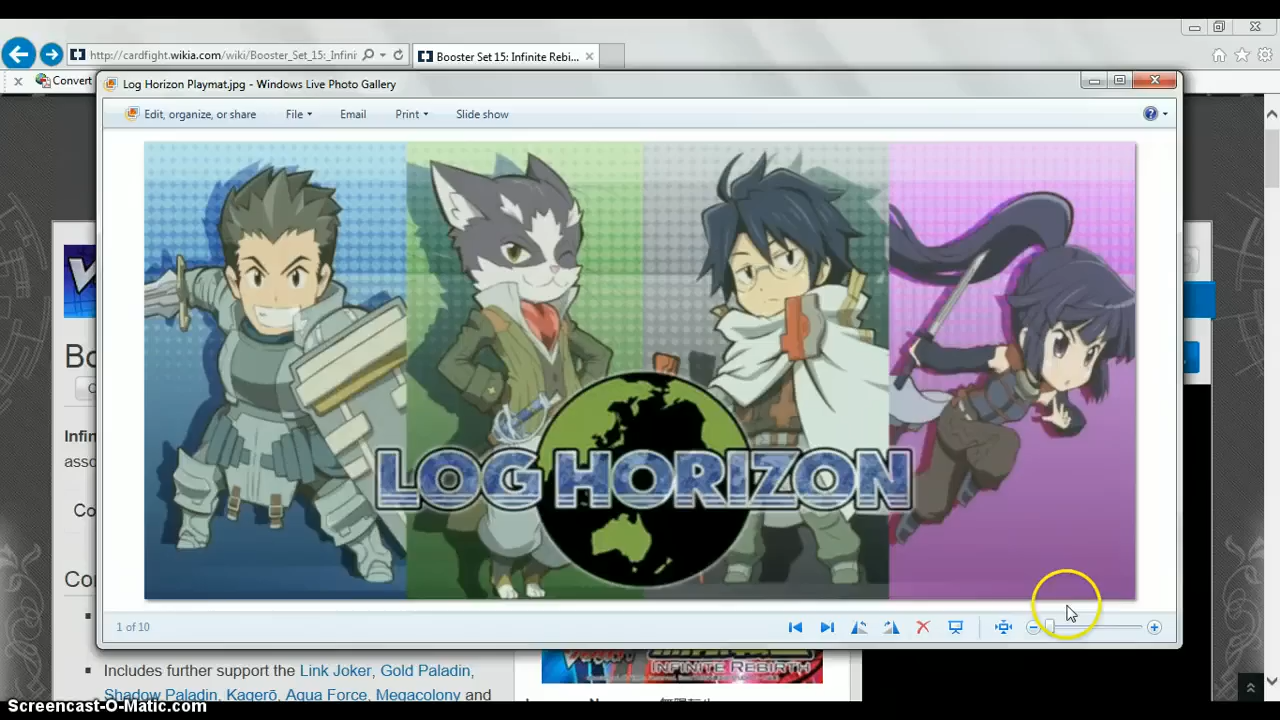 http://cardfight.wikia.com/wiki/Booster_Set_15:_Infini
Booster Set 15: Infinite Rebi...
Convert
Log Horizon Playmat.jpg - Windows Live Photo Gallery
Edit, organize, or share
File
Email
Print
Slide show
Bo
LOG HORIZON
Infin
asso
Co
Co
1 of 10
Includes further support the Link Joker, Gold Paladin,
Shadow Paladin, Kagerō, Aqua Force, Megacolony and
INFINITE REBIRTH
Screencast-O-Matic.com